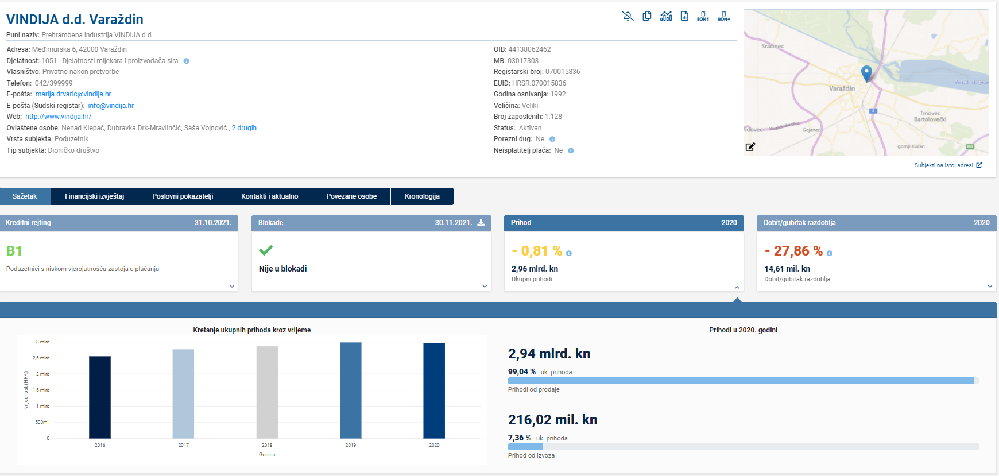 VINDIJA d.d. Varaždin
Puni naziv: Prehrambena industrija VINDIJA d.d.
Adresa: Međimurska 6, 42000 Varaždin
Djelatnost: 1051 - Djelatnosti mljekara i proizvođača sira
Vlasništvo: Privatno nakon pretvorbe
Telefon: 042/399999
E-pošta: marija.drvaric@vindija.hr
E-pošta (Sudski registar): info@vindija.hr
Web: http://www.vindija.hr/
Ovlaštene osobe: Nenad Klepač, Dubravka Drk-Mravlinčić, Saša Vojnović , 2 drugih...
Vrsta subjekta: Poduzetnik
Tip subjekta: Dioničko društvo
OIB: 44138062462
MB: 03017303
Registarski broj: 070015836
EUID: HRSR.070015836
Godina osnivanja: 1992.
Veličina: Veliki
Broj zaposlenih: 1.128
Status: Aktivan
Porezni dug: Ne
Neisplatitelj plaća: Ne
BON1
BON+
Sračinec
Varaždin
Varaždinsko jeze
Trnovec
Bartolovečki
Gojanec
gornji Kućan
Subjekti na istoj adresi
Sažetak
Financijski izvještaj
Poslovni pokazatelji
Kontakti i aktualno
Povezane osobe
Kronologija
Kreditni rejting 31.10.2021.
B1
Poduzetnici s niskom vjerojatnošću zastoja u plaćanju
Blokade 30.11.2021.
Nije u blokadi
Prihod 2020
- 0,81 %
2,96 mlrd. kn
Ukupni prihodi
Dobit/gubitak razdoblja 2020
- 27,86 %
14,61 mil. kn
Dobit/gubitak razdoblja
Kretanje ukupnih prihoda kroz vrijeme
vrijednost (HRK)
3 mlrd
2,5 mlrd
2 mlrd
1,5 mlrd
1 mlrd
500mil
0
2016 2017 2018 2019 2020
Godina
Prihodi u 2020. godini
2,94 mlrd. kn
99,04 % uk. prihoda
Prihodi od prodaje
216,02 mil. kn
7,36 % uk. prihoda
Prihod od izvoza